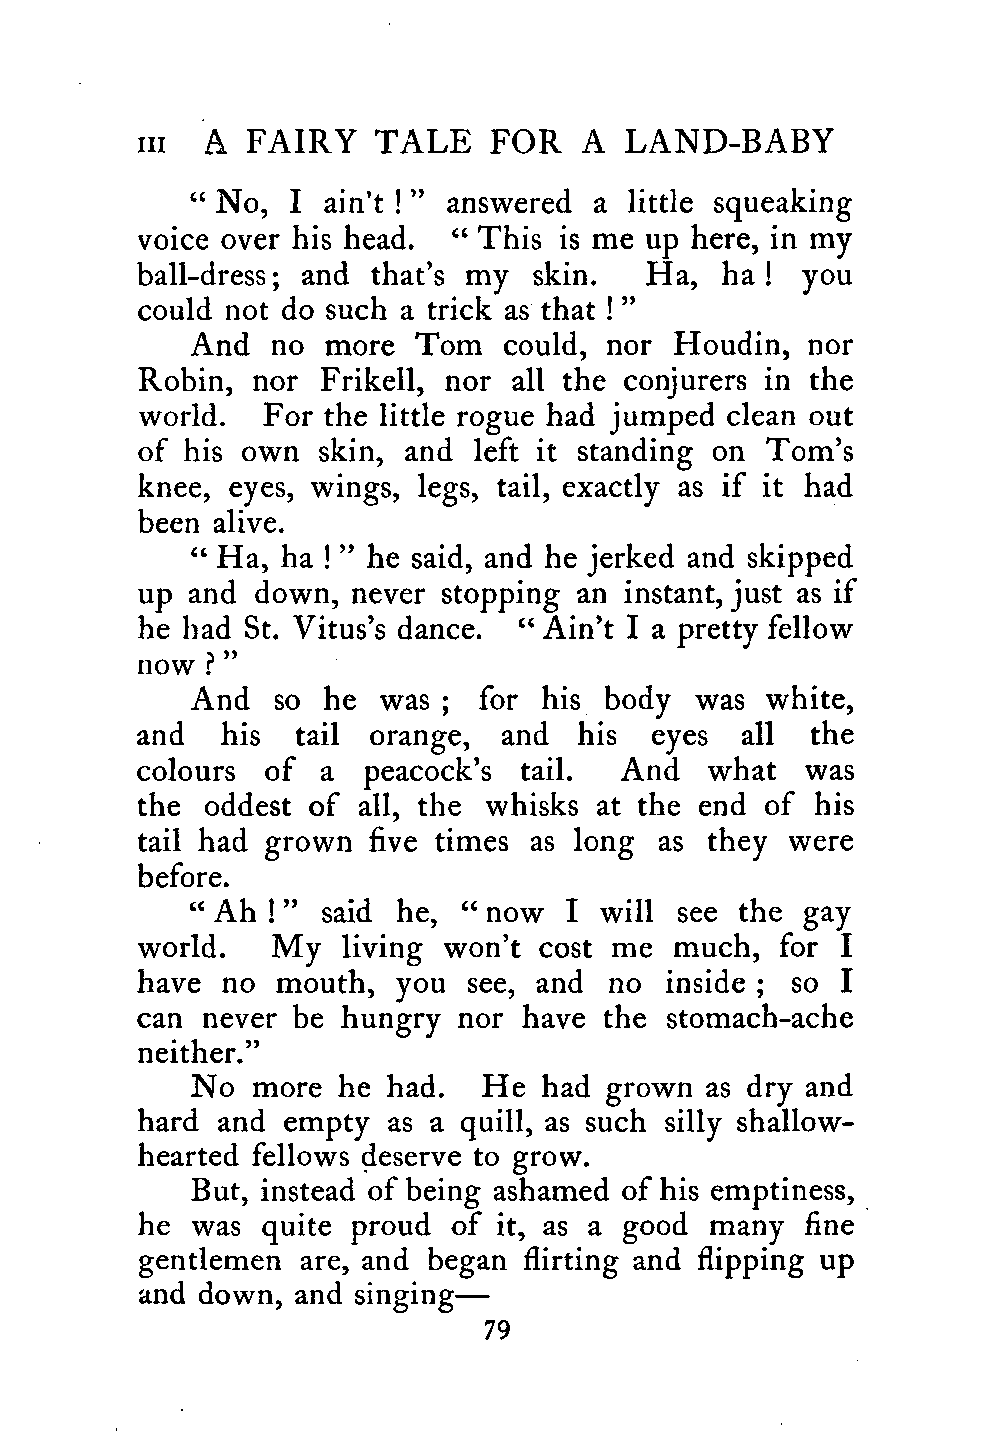 III A FAIRY TALE FOR A LAND-BABY
“ No, I ain't ! ” answered a little squeaking
voice over his head. “ This is me up here, in my
ball-dress ; and that's my skin. Ha, ha ! you
could not do such a trick as that ! ”
And no more Tom could, nor Houdin, nor
Robin, nor Frikell, nor all the conjurers in the
world. For the little rogue had jumped clean out
of his own skin, and left it standing on Tom's
knee, eyes, wings, legs, tail, exactly as if it had
been alive.
“ Ha, ha ! ” he said, and he jerked and skipped
up and down, never stopping an instant, just as if
he had St. Vitus's dance. “ Ain't I a pretty fellow
now ? ”
And so he was ; for his body was white,
and his tail orange, and his eyes all the
colours of a peacock's tail. And what was
the oddest of all, the whisks at the end of his
tail had grown five times as long as they were
before.
“ Ah ! ” said he, “ now I will see the gay
world. My living won't cost me much, for I
have no mouth, you see, and no inside ; so I
can never be hungry nor have the stomach-ache
neither.”
No more he had. He had grown as dry and
hard and empty as a quill, as such silly shallow-
hearted fellows deserve to grow.
But, instead of being ashamed of his emptiness,
he was quite proud of it, as a good many fine
gentlemen are, and began flirting and flipping up
and down, and singing—
79